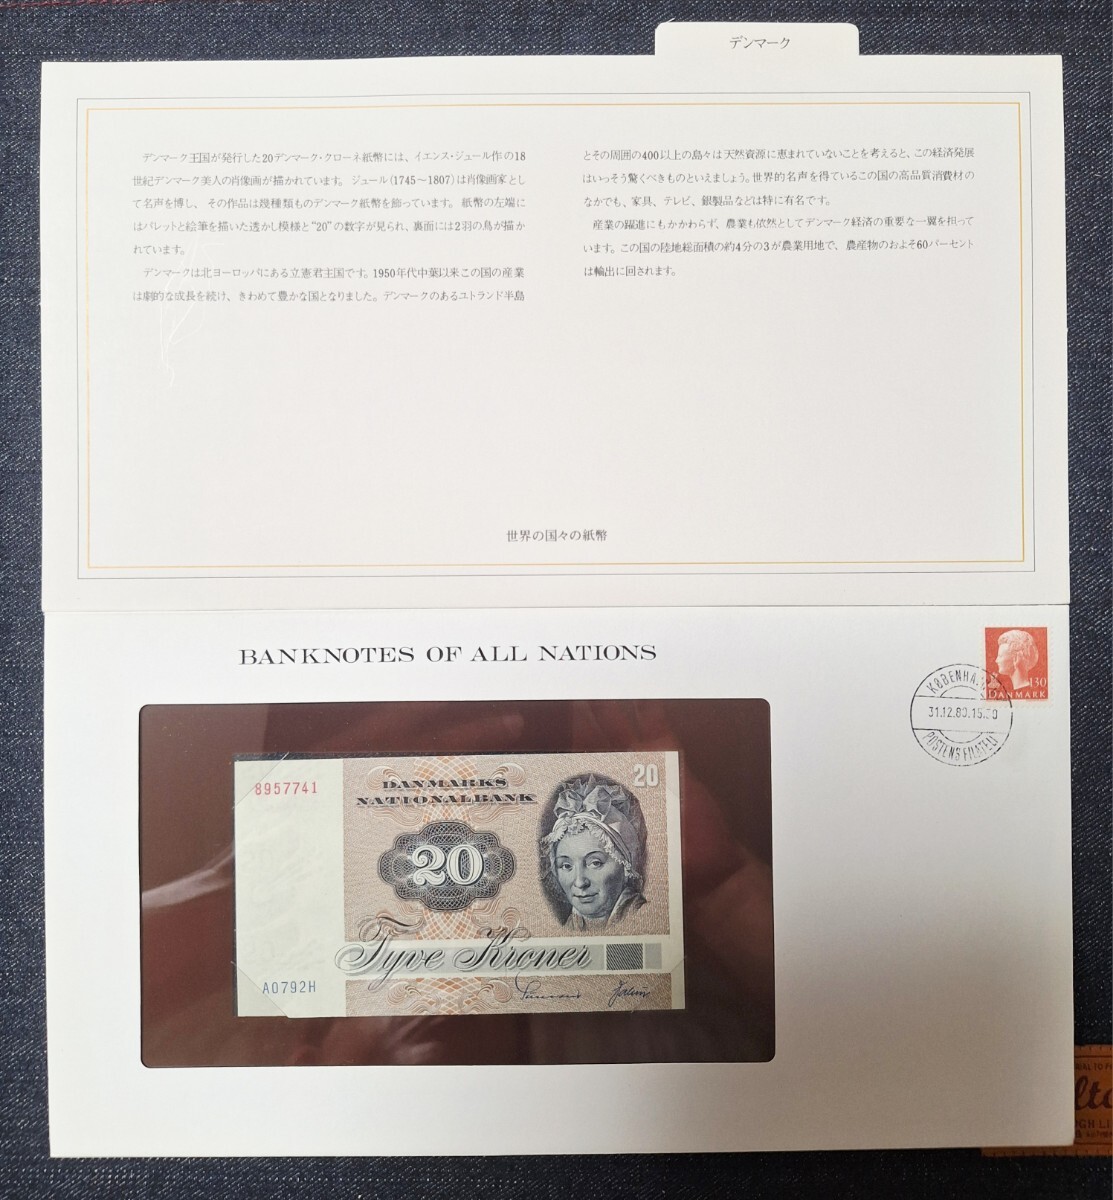 デンマーク
デンマーク王国が発行した20デンマーク・クローネ紙幣には、イエンス・ジュール作の18
世紀デンマーク美人の肖像画が描かれています。ジュール(1745〜1807)は肖像画家とし
て名声を博し、その作品は幾種類ものデンマーク紙幣を飾っています。紙幣の左端に
はパレットと絵筆を描いた透かし模様と“20”の数字が見られ、裏面には2羽の鳥が描か
れています。
デンマークは北ヨーロッパにある立憲君主国です。1950年代中葉以来この国の産業
は劇的な成長を続け、きわめて豊かな国となりました。デンマークのあるユトランド半島
とその周囲の400以上の島々は天然資源に恵まれていないことを考えると、この経済発展
はいっそう驚くべきものといえましょう。世界的名声を得ているこの国の高品質消費材の
なかでも、家具、テレビ、銀製品などは特に有名です。
産業の躍進にもかかわらず、農業も依然としてデンマーク経済の重要な一翼を担って
います。この国の陸地総面積の約4分の3が農業用地で、農産物のおよそ60パーセント
は輸出に回されます。
世界の国々の紙幣
BANKNOTES OF ALL NATIONS
130
DANMARK
KØBENHA
31.12.80.15
POSTENS FILATELI
8957741
DANMARKS
NATIONALBANK
20
20
Tyve Kroner
A0792H